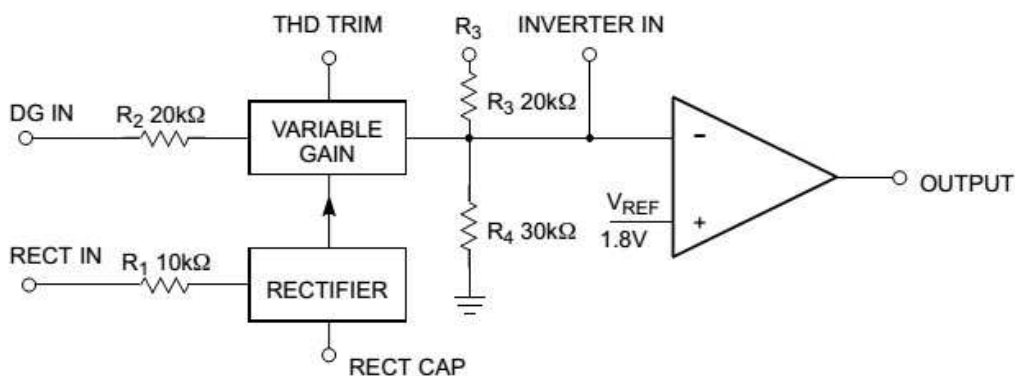 THD TRIM
R3
INVERTER IN
DG IN
R2 20kΩ
VARIABLE
GAIN
R3 20kΩ
−
OUTPUT
VREF
1.8V
+
R4 30kΩ
RECT IN
R1 10kΩ
RECTIFIER
RECT CAP